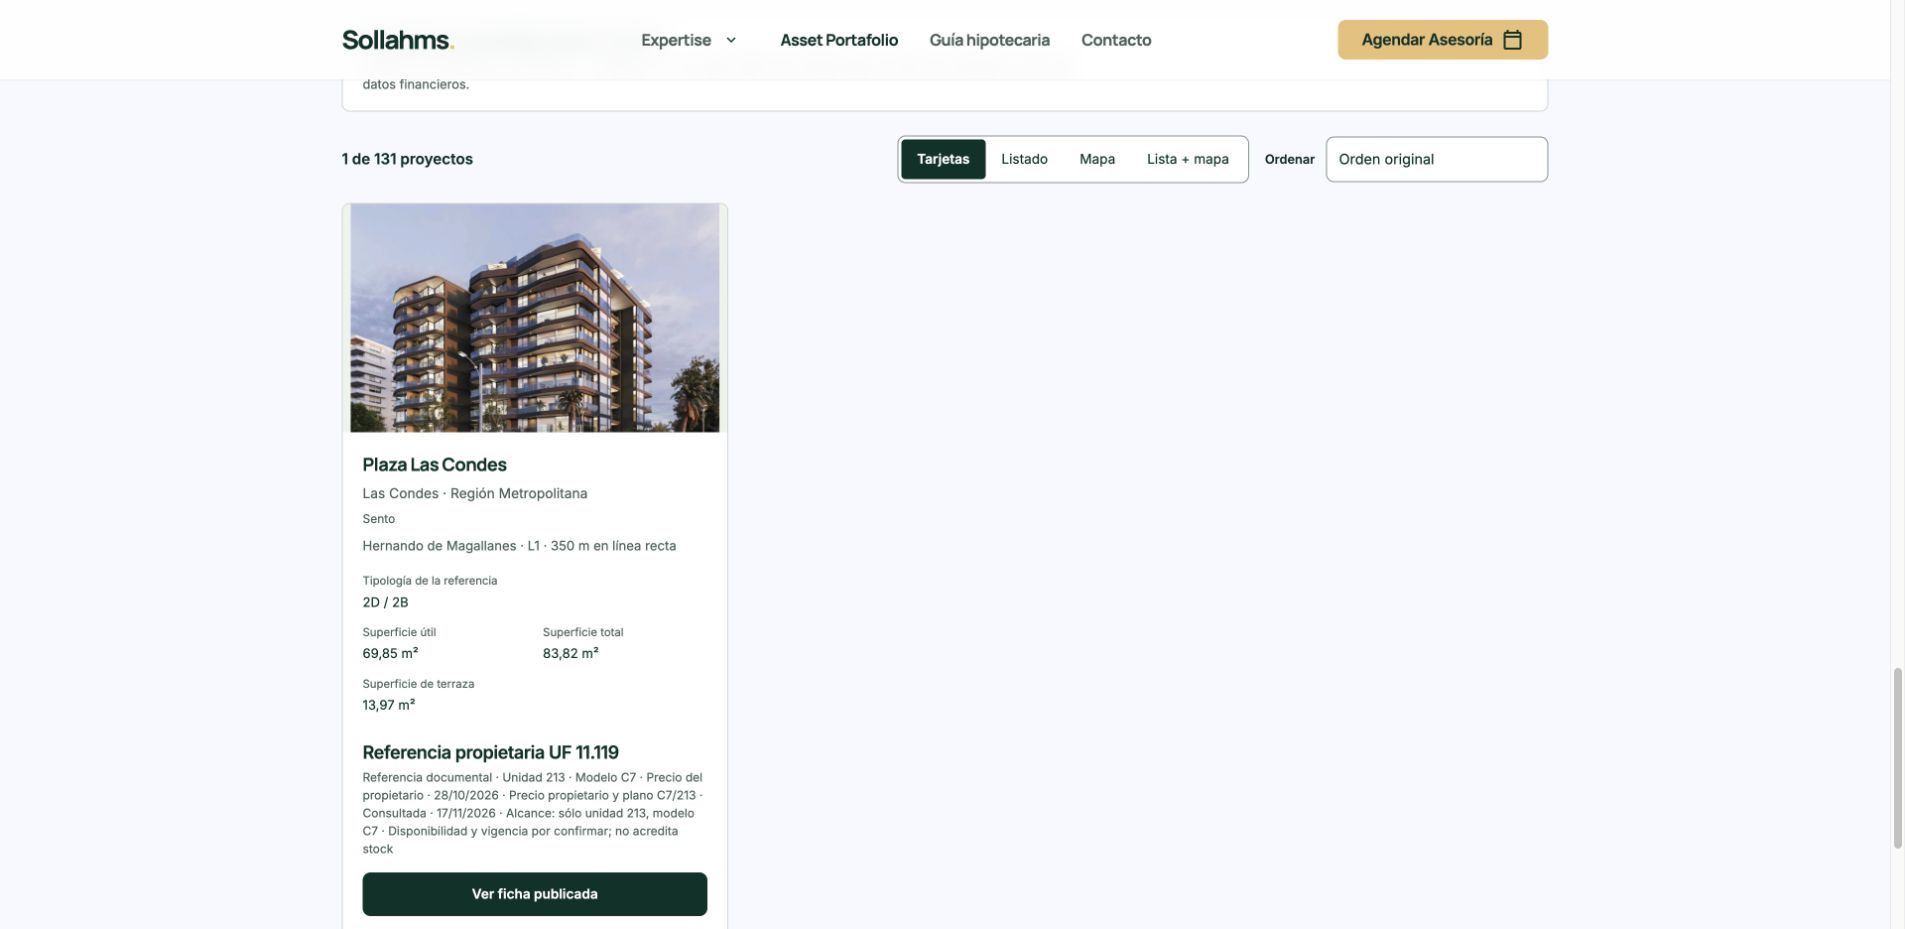 Sollahms.
Expertise
Asset Portafolio
Guía hipotecaria
Contacto
Agendar Asesoría
datos financieros.
1 de 131 proyectos
Tarjetas
Listado
Mapa
Lista + mapa
Ordenar
Orden original
Plaza Las Condes
Las Condes · Región Metropolitana
Sento
Hernando de Magallanes · L1 · 350 m en línea recta
Tipología de la referencia
2D / 2B
Superficie útil
69,85 m²
Superficie total
83,82 m²
Superficie de terraza
13,97 m²
Referencia propietaria UF 11.119
Referencia documental · Unidad 213 · Modelo C7 · Precio del
propietario · 28/10/2026 · Precio propietario y plano C7/213 ·
Consultada · 17/11/2026 · Alcance: sólo unidad 213, modelo
C7 · Disponibilidad y vigencia por confirmar; no acredita
stock
Ver ficha publicada